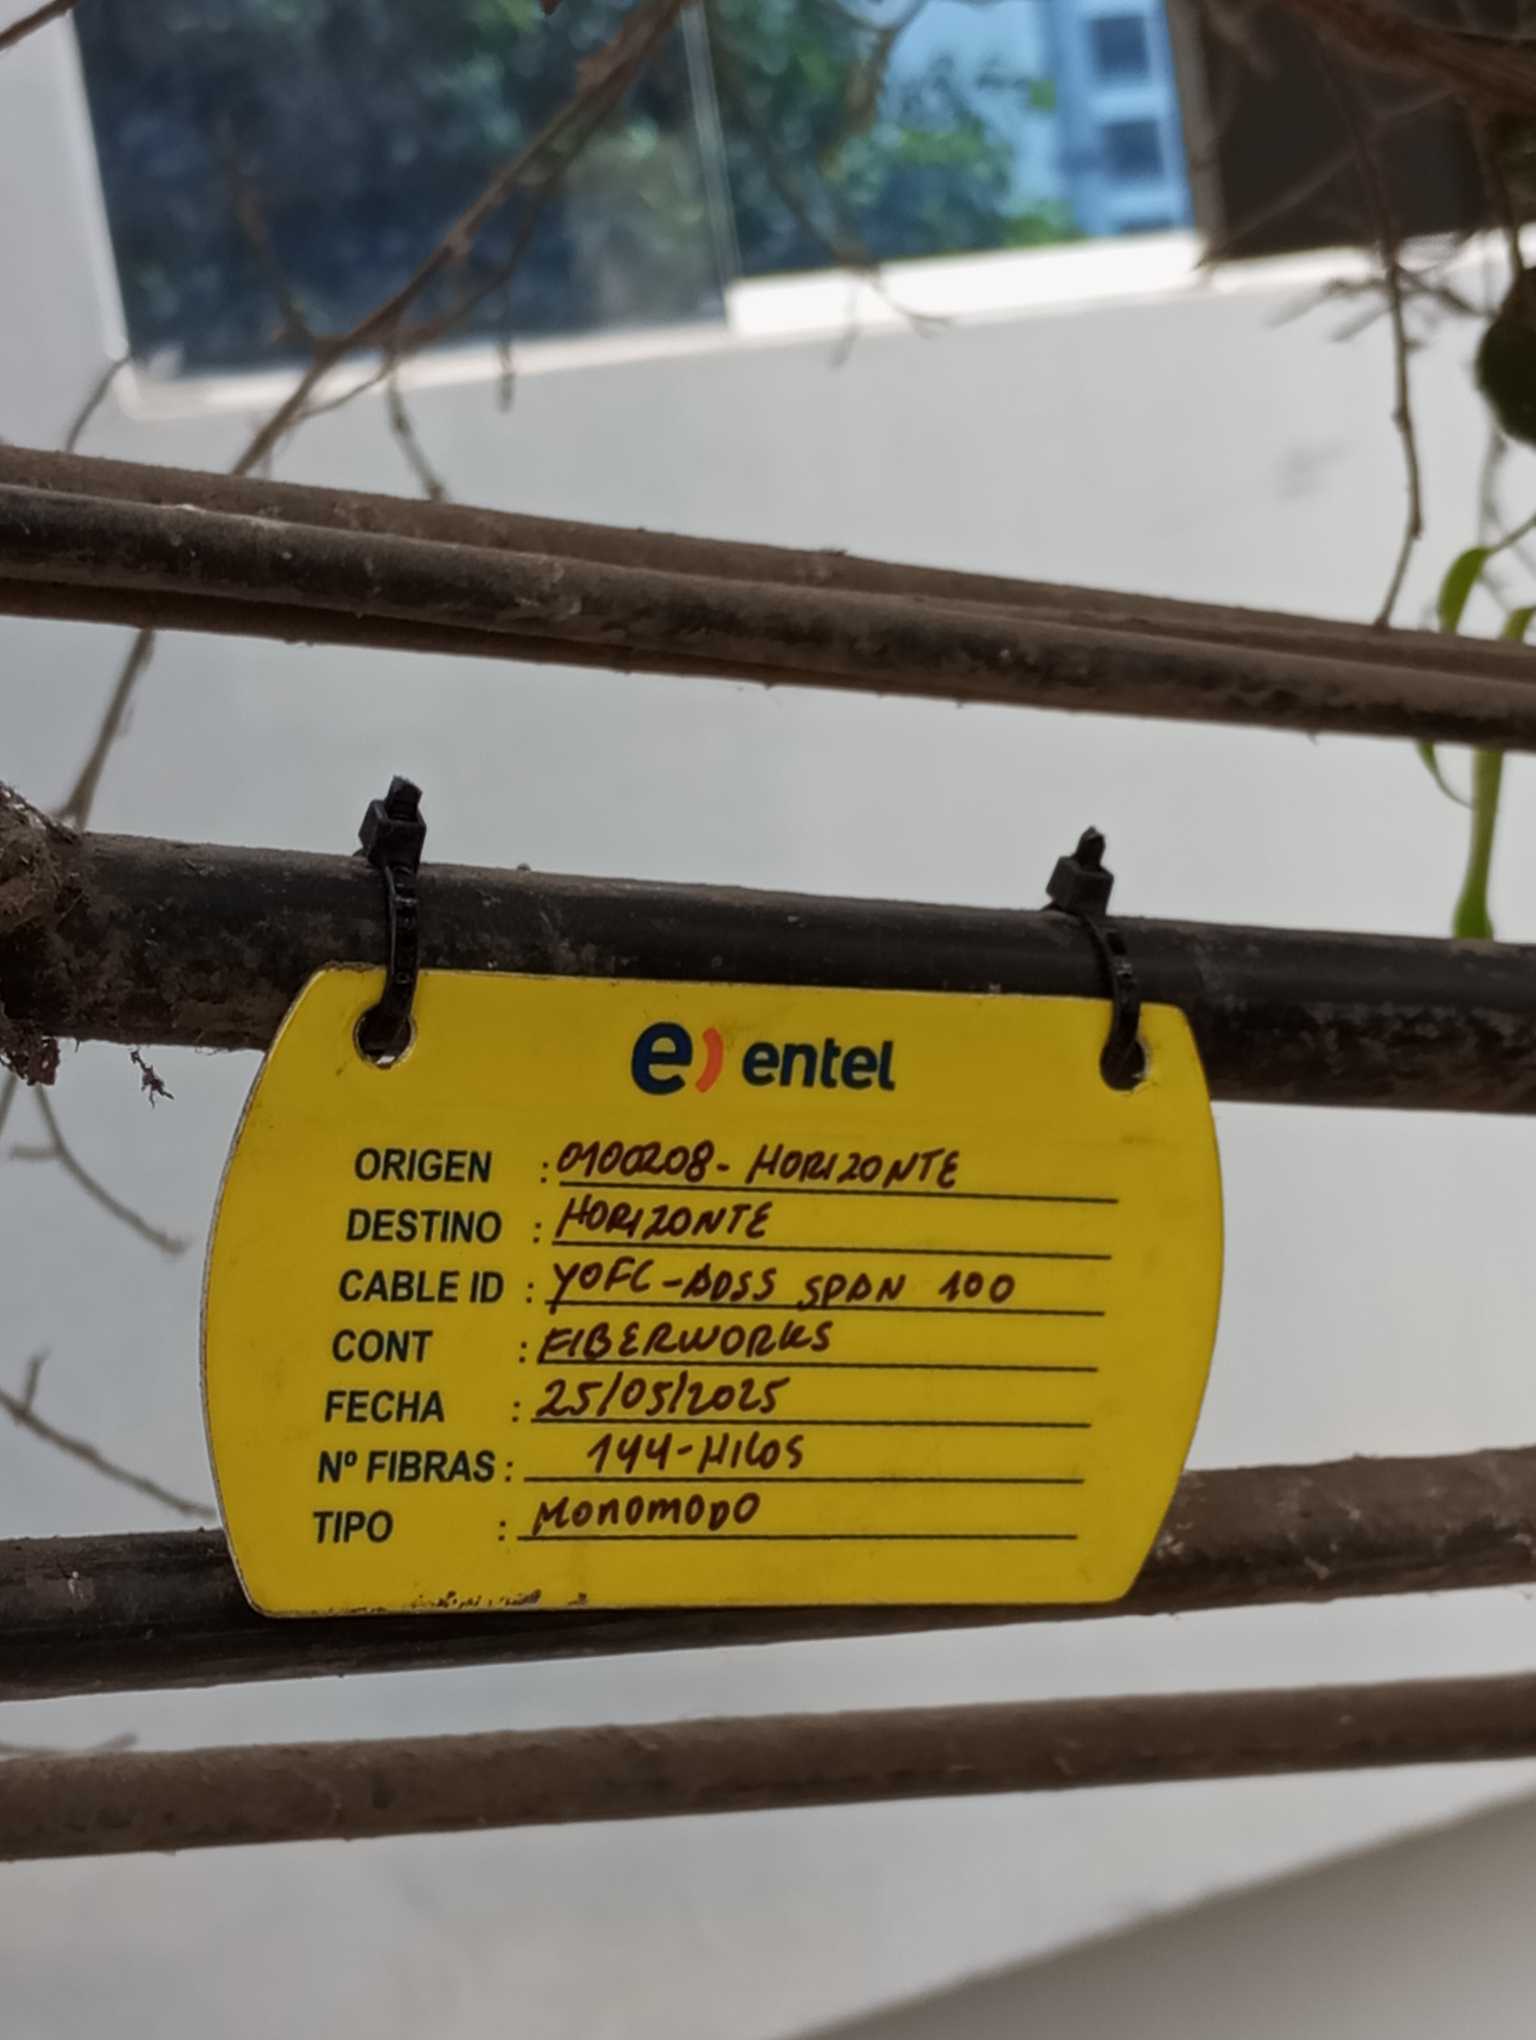 e) entel
ORIGEN : 0100208- HORIZONTE
DESTINO : HORIZONTE
CABLE ID : YOFC-ADSS SPAN 100
CONT : FIBERWORKS
FECHA : 25/05/2025
Nº FIBRAS : 144-HILOS
TIPO : MONOMODO